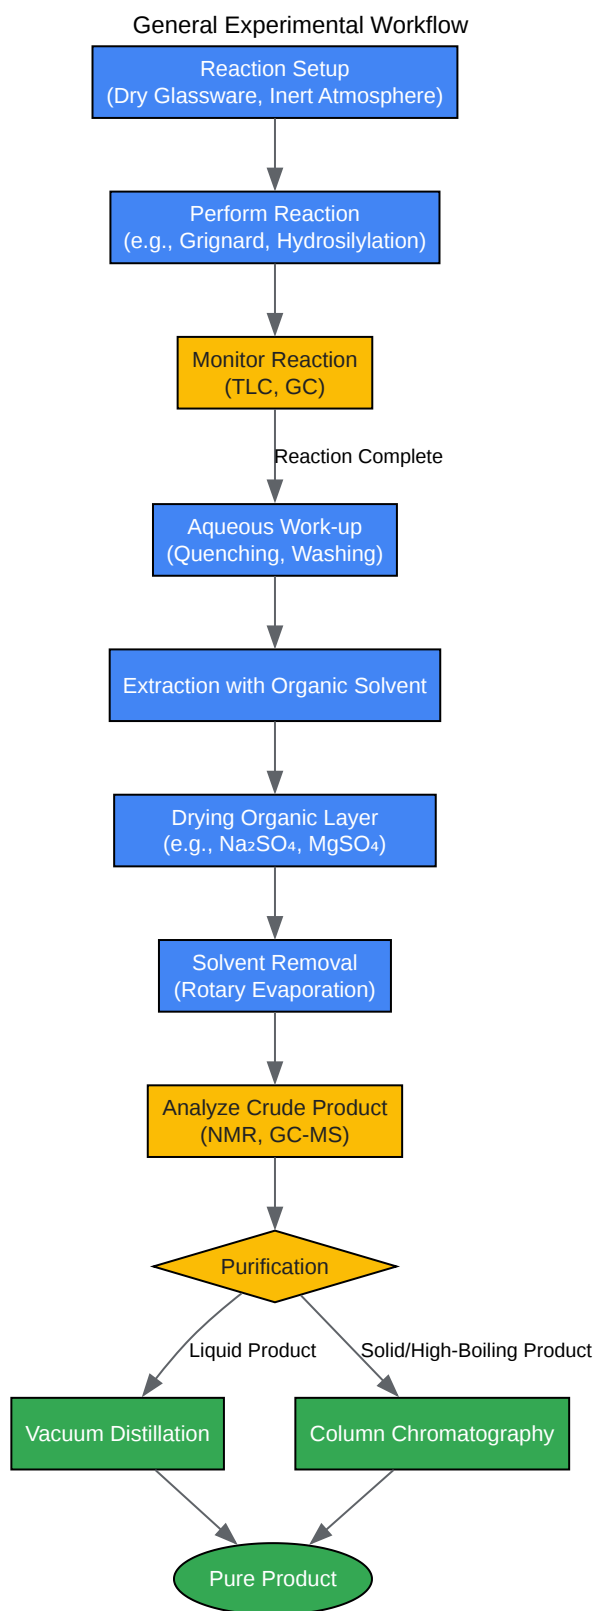 General Experimental Workflow
Reaction Setup
(Dry Glassware, Inert Atmosphere)
Perform Reaction
(e.g., Grignard, Hydrosilylation)
Monitor Reaction
(TLC, GC)
Reaction Complete
Aqueous Work-up
(Quenching, Washing)
Extraction with Organic Solvent
Drying Organic Layer
(e.g., Na₂SO₄, MgSO₄)
Solvent Removal
(Rotary Evaporation)
Analyze Crude Product
(NMR, GC-MS)
Purification
Liquid Product
Solid/High-Boiling Product
Vacuum Distillation
Column Chromatography
Pure Product